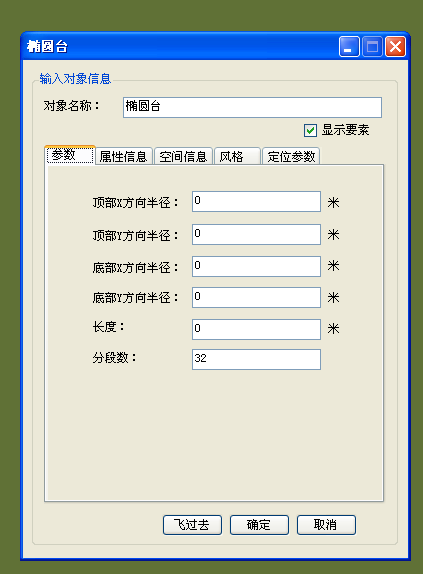 椭圆台
输入对象信息
对象名称： 椭圆台
显示要素
参数 属性信息 空间信息 风格 定位参数
顶部X方向半径： 0 米
顶部Y方向半径： 0 米
底部X方向半径： 0 米
底部Y方向半径： 0 米
长度： 0 米
分段数： 32
飞过去 确定 取消